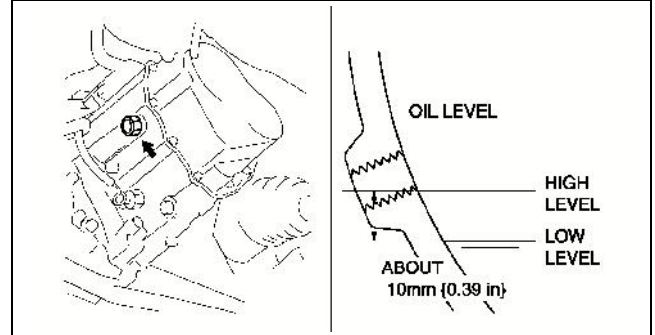 OIL LEVEL
HIGH
LEVEL
LOW
LEVEL
ABOUT
10mm {0.39 in}